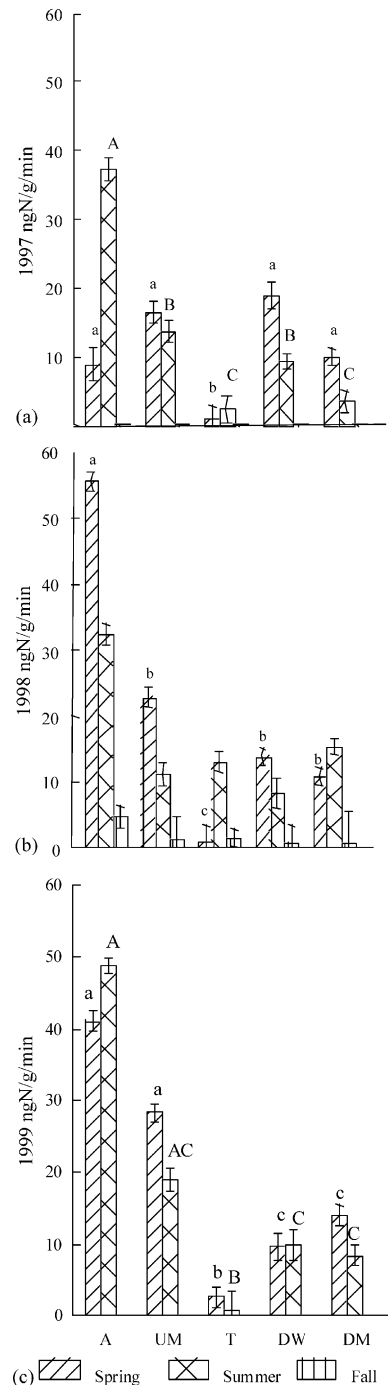 60
50
40
30
20
10
1997 ngN/g/min
a A
a B
b C
a B
a C
(a)
60
50
40
30
20
10
0
1998 ngN/g/min
a
b
c
b
b
(b)
60
50
40
30
20
10
0
1999 ngN/g/min
a A
a AC
b B
c C
c C
A UM T DW DM
(c) Spring Summer Fall